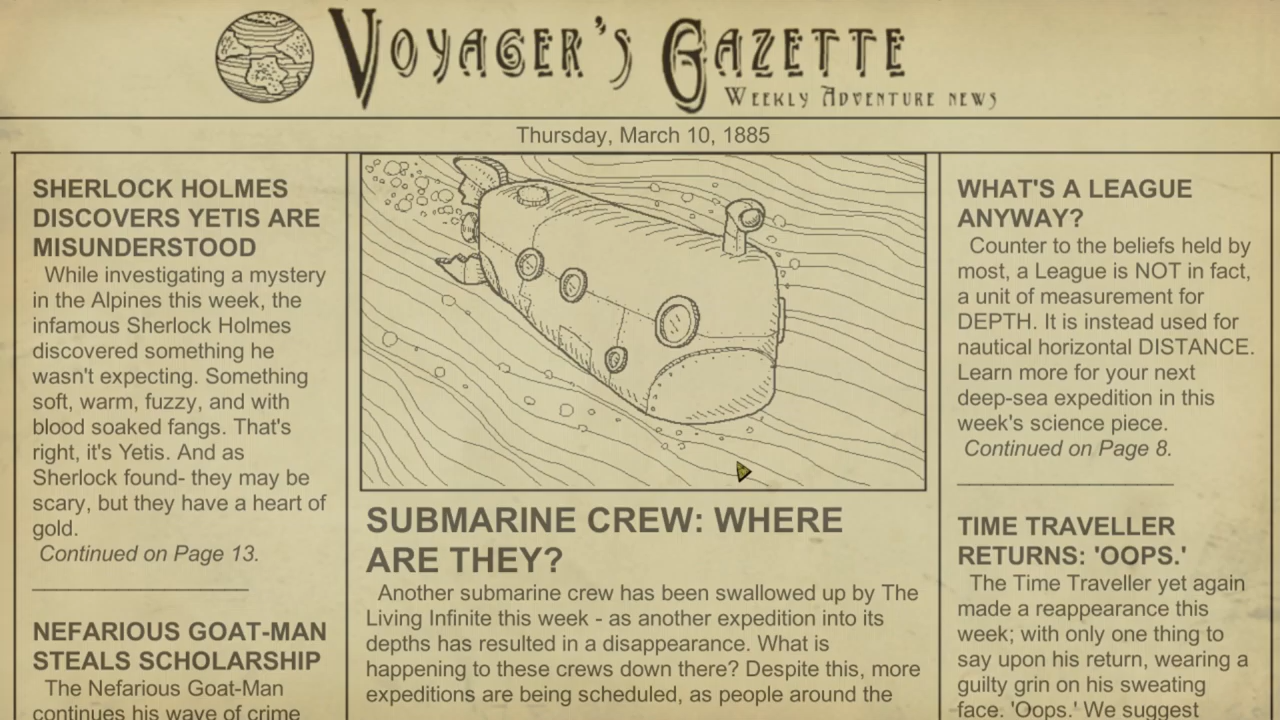 VOYAGER'S GAZETTE
WEEKLY ADVENTURE NEWS
Thursday, March 10, 1885
SHERLOCK HOLMES
DISCOVERS YETIS ARE
MISUNDERSTOOD
While investigating a mystery
in the Alpines this week, the
infamous Sherlock Holmes
discovered something he
wasn't expecting. Something
soft, warm, fuzzy, and with
blood soaked fangs. That's
right, it's Yetis. And as
Sherlock found- they may be
scary, but they have a heart of
gold.
Continued on Page 13.
NEFARIOUS GOAT-MAN
STEALS SCHOLARSHIP
The Nefarious Goat-Man
continues his wave of crime
SUBMARINE CREW: WHERE
ARE THEY?
Another submarine crew has been swallowed up by The
Living Infinite this week - as another expedition into its
depths has resulted in a disappearance. What is
happening to these crews down there? Despite this, more
expeditions are being scheduled, as people around the
WHAT'S A LEAGUE
ANYWAY?
Counter to the beliefs held by
most, a League is NOT in fact,
a unit of measurement for
DEPTH. It is instead used for
nautical horizontal DISTANCE.
Learn more for your next
deep-sea expedition in this
week's science piece.
Continued on Page 8.
TIME TRAVELLER
RETURNS: 'OOPS.'
The Time Traveller yet again
made a reappearance this
week; with only one thing to
say upon his return, wearing a
guilty grin on his sweating
face. 'Oops.' We suggest